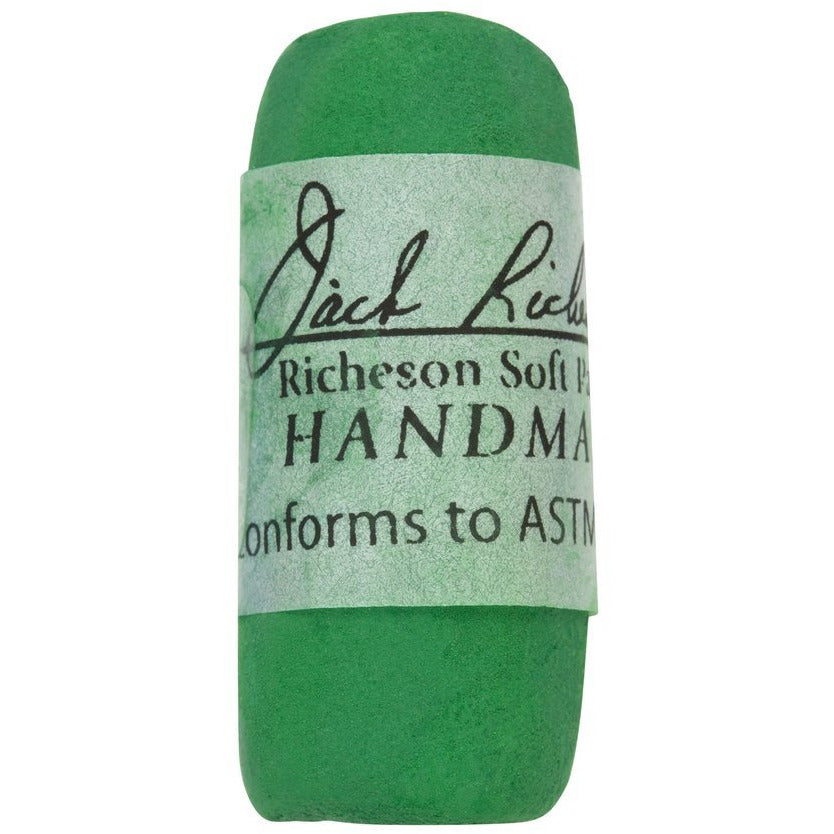 Jack Riche
Richeson Soft Pa
HANDMA
Conforms to ASTM